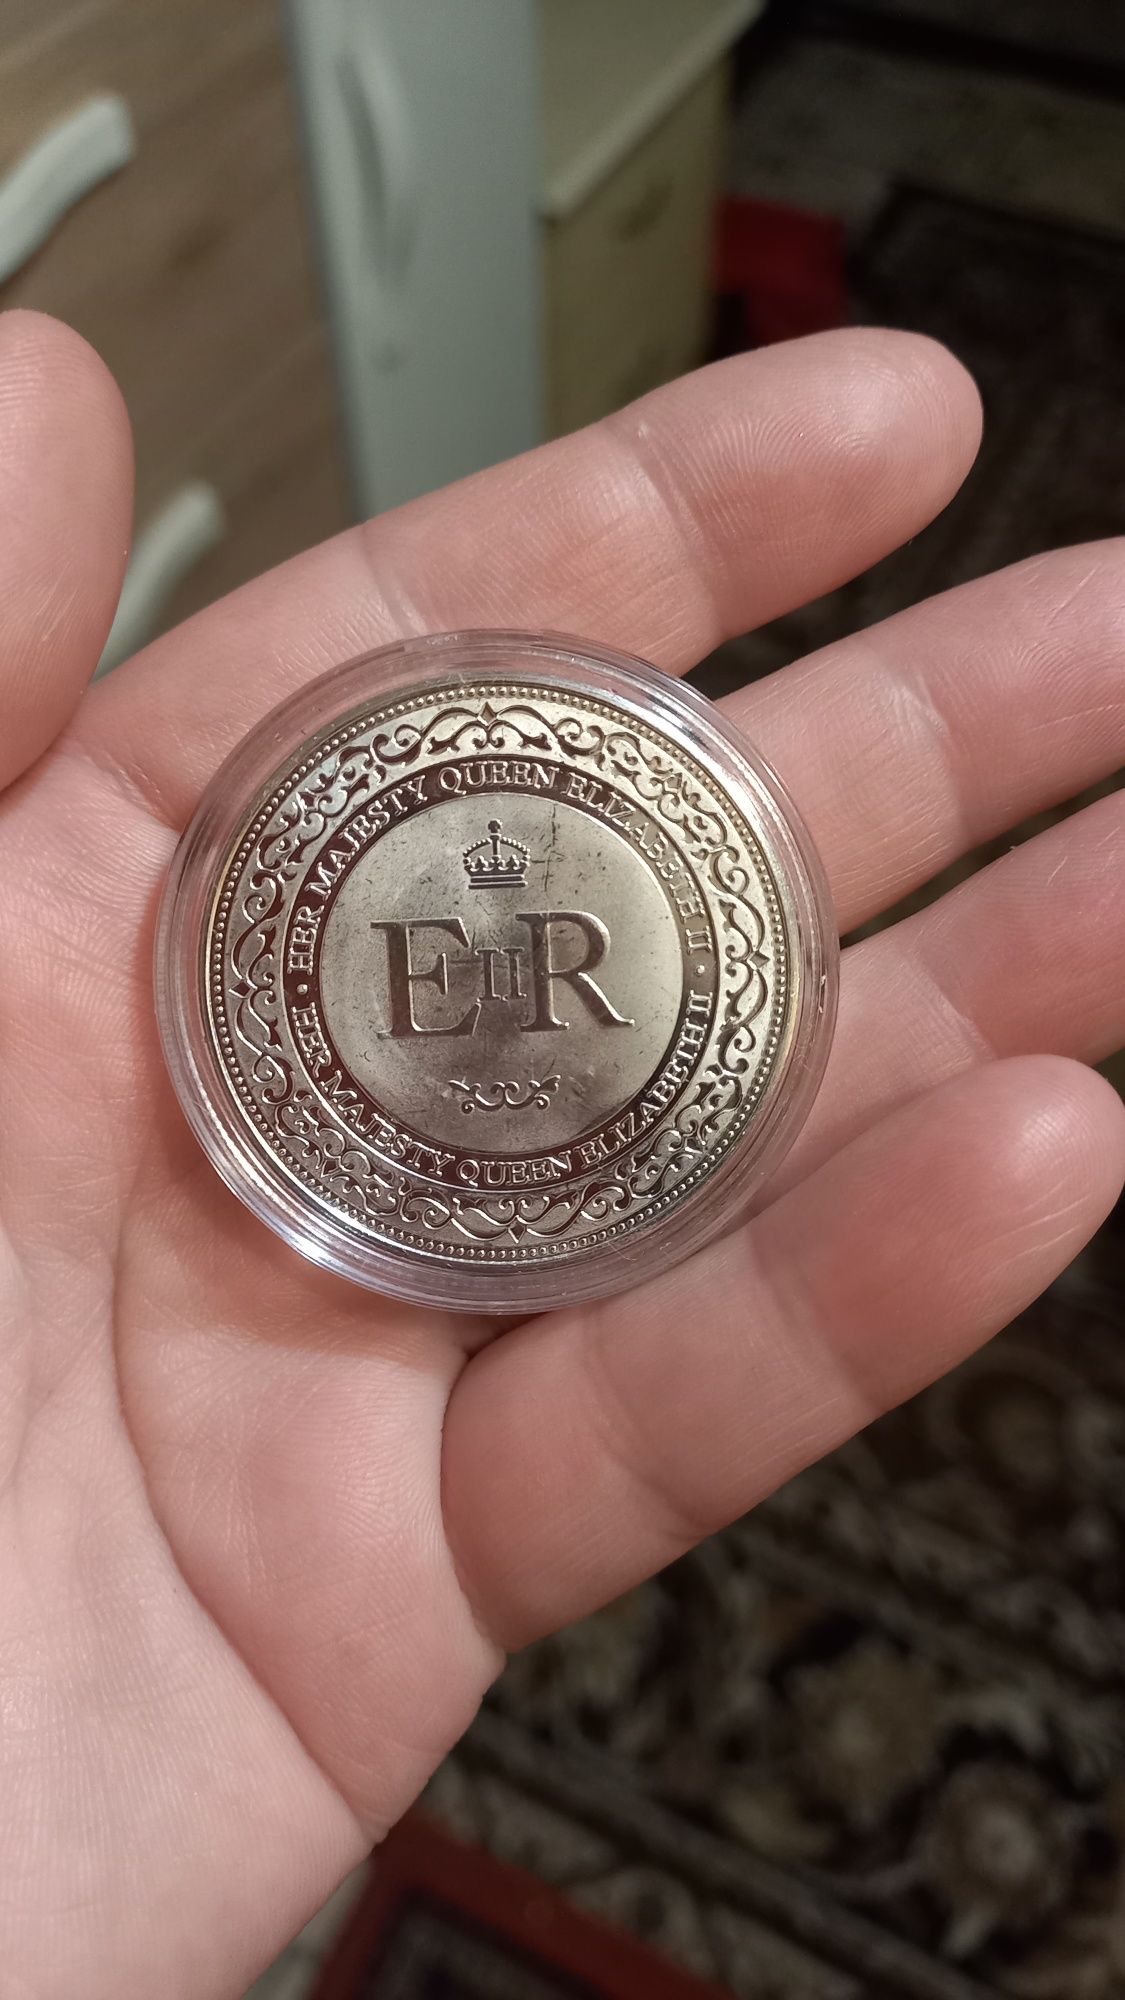 · HER MAJESTY QUEEN ELIZABETH II ·
E II R
HER MAJESTY QUEEN ELIZABETH II